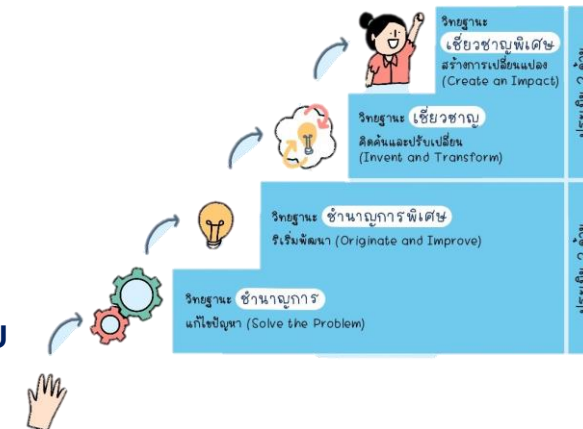 วิทยฐานะ
เชี่ยวชาญพิเศษ
สร้างการเปลี่ยนแปลง
(Create an Impact)
วิทยฐานะ เชี่ยวชาญ
คิดค้นและปรับเปลี่ยน
(Invent and Transform)
วิทยฐานะ ชำนาญการพิเศษ
ริเริ่มพัฒนา (Originate and Improve)
วิทยฐานะ ชำนาญการ
แก้ไขปัญหา (Solve the Problem)